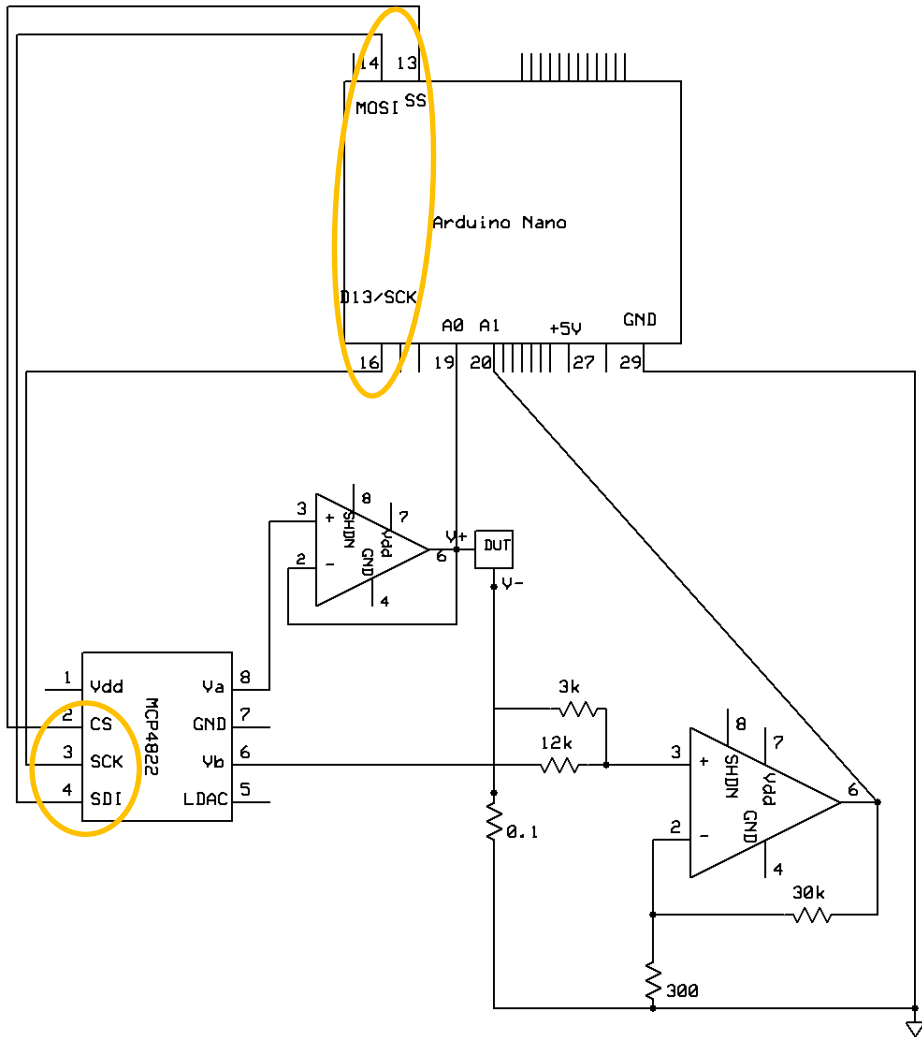 14 13
MOSI SS
Arduino Nano
D13/SCK
A0 A1 +5V GND
16 19 20 27 29
3 + 8
SHDN 7
Vdd
V+ DUT
2 - GND 6
V-
4
1 Vdd Va 8
3k
2 CS GND 7
MCP4822
12k
3 SCK Vb 6
3 + 8
SHDN 7
Vdd
4 SDI LDAC 5
6
0.1
2 - GND
4
30k
300